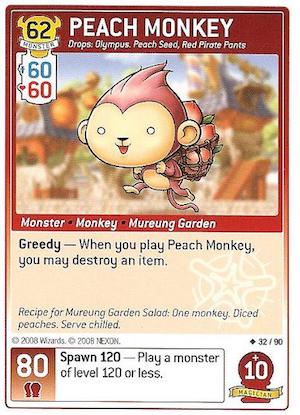 62
MONSTER
PEACH MONKEY
Drops: Olympus, Peach Seed, Red Pirate Pants
60
60
Monster • Monkey • Mureung Garden
Greedy — When you play Peach Monkey,
you may destroy an item.
Recipe for Mureung Garden Salad: One monkey. Diced
peaches. Serve chilled.
© 2008 Wizards. © 2008 NEXON.
◆ 32 / 90
80
Spawn 120 — Play a monster
of level 120 or less.
+
10
MAGICIAN